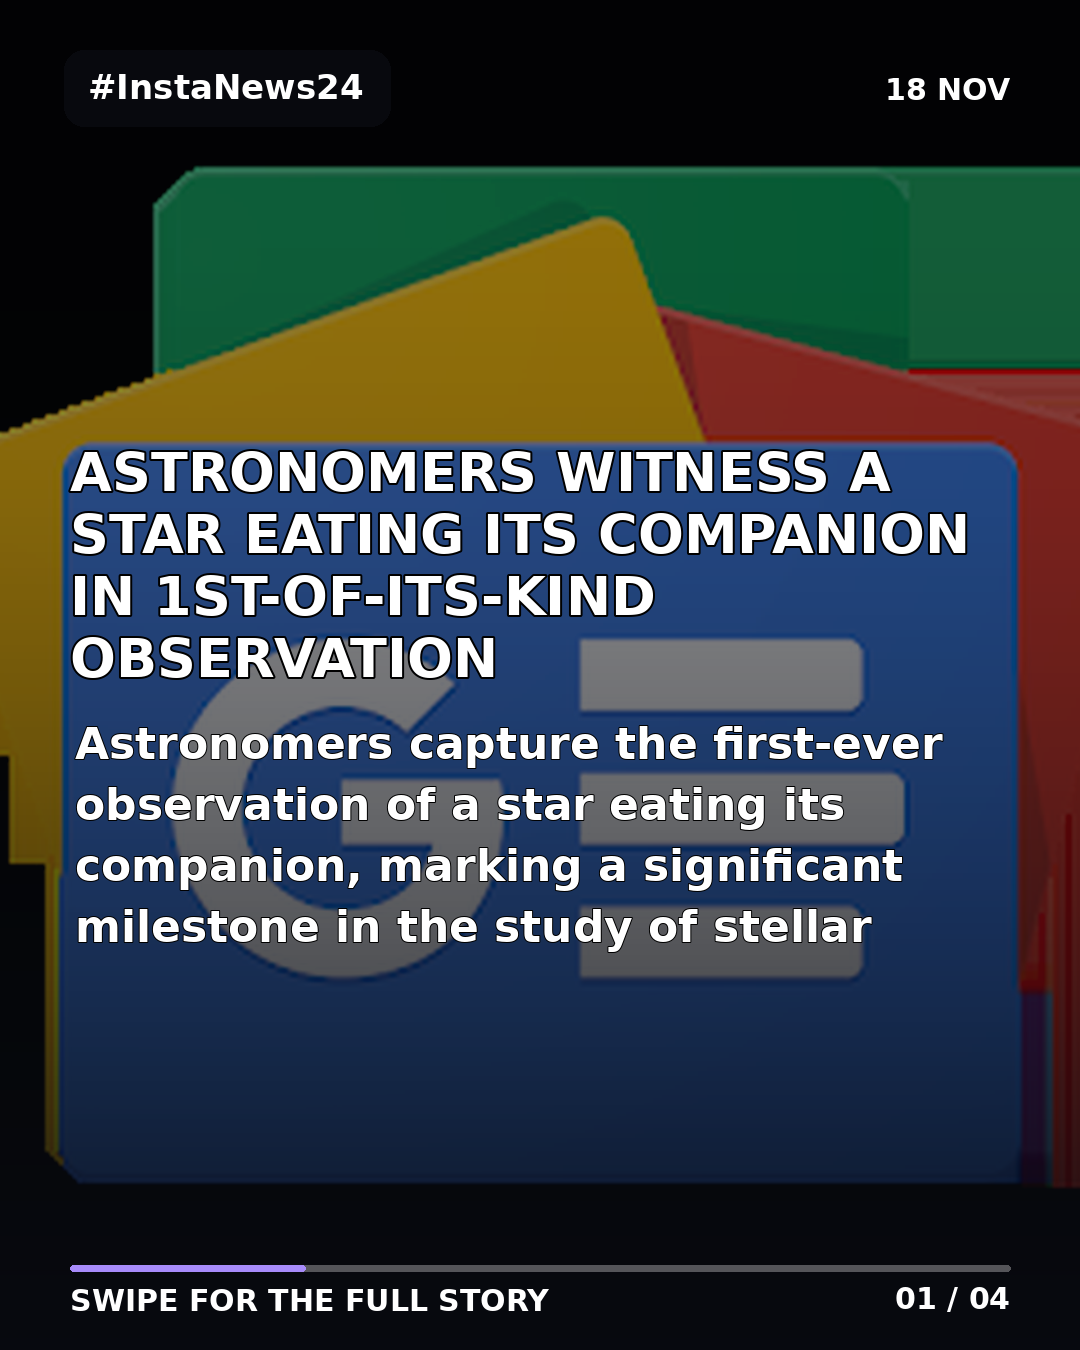 #InstaNews24
18 NOV
ASTRONOMERS WITNESS A
STAR EATING ITS COMPANION
IN 1ST-OF-ITS-KIND
OBSERVATION
Astronomers capture the first-ever
observation of a star eating its
companion, marking a significant
milestone in the study of stellar
SWIPE FOR THE FULL STORY
01 / 04